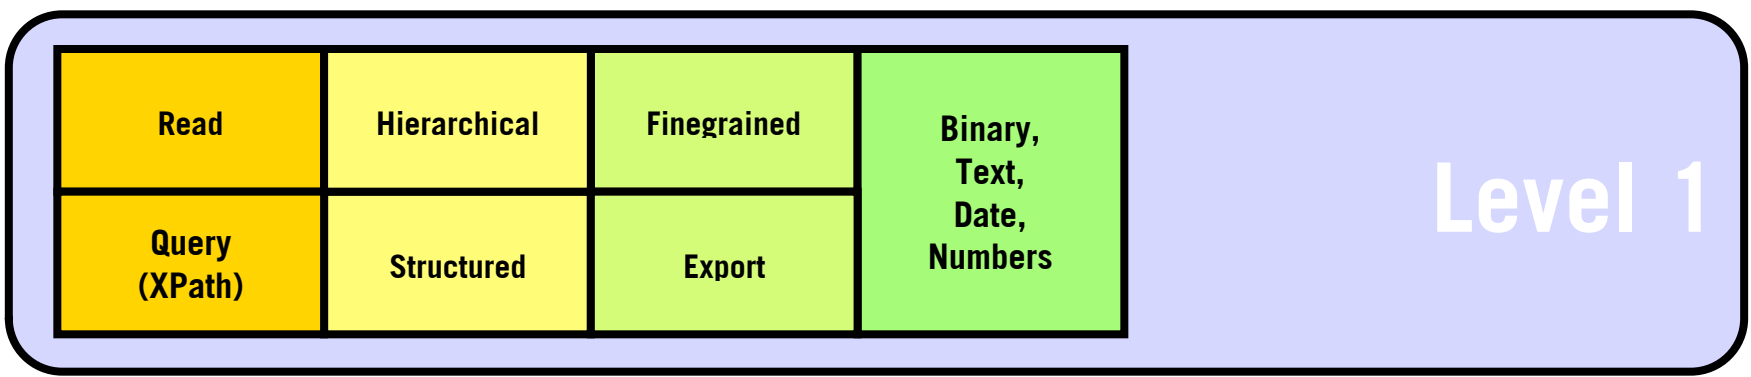 Read
Hierarchical
Finegrained
Binary,
Text,
Date,
Numbers
Query
(XPath)
Structured
Export
Level 1